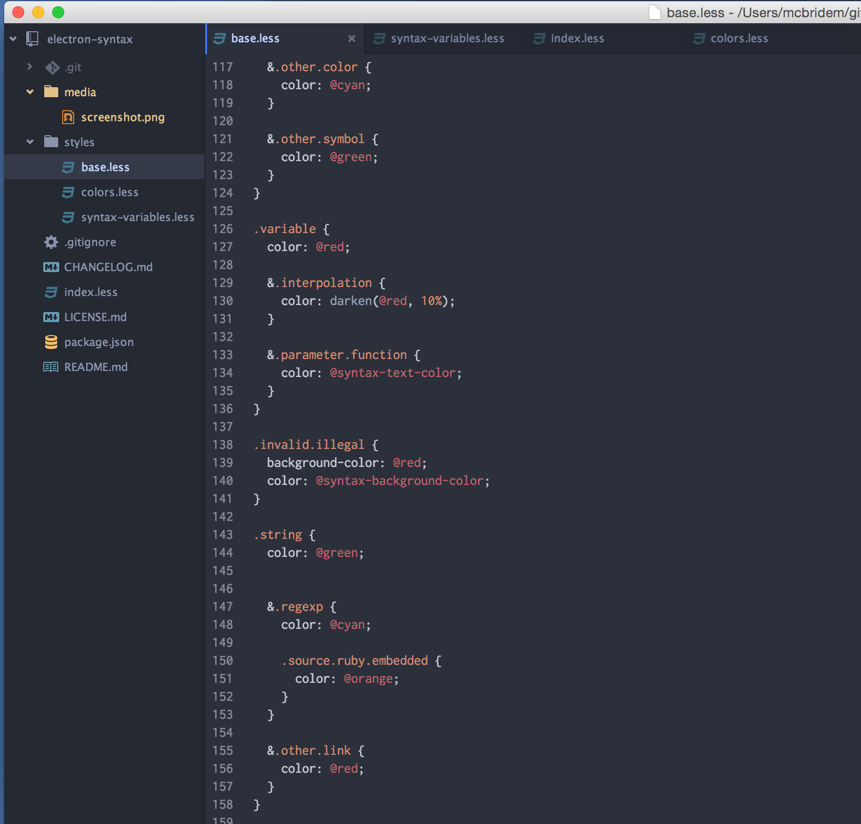 base.less - /Users/mcbridem/gi
electron-syntax
.git
media
screenshot.png
styles
base.less
colors.less
syntax-variables.less
.gitignore
CHANGELOG.md
index.less
LICENSE.md
package.json
README.md
base.less × syntax-variables.less index.less colors.less
117 &.other.color {
118 color: @cyan;
119 }
120
121 &.other.symbol {
122 color: @green;
123 }
124 }
125
126 .variable {
127 color: @red;
128
129 &.interpolation {
130 color: darken(@red, 10%);
131 }
132
133 &.parameter.function {
134 color: @syntax-text-color;
135 }
136 }
137
138 .invalid.illegal {
139 background-color: @red;
140 color: @syntax-background-color;
141 }
142
143 .string {
144 color: @green;
145
146
147 &.regexp {
148 color: @cyan;
149
150 .source.ruby.embedded {
151 color: @orange;
152 }
153 }
154
155 &.other.link {
156 color: @red;
157 }
158 }
159